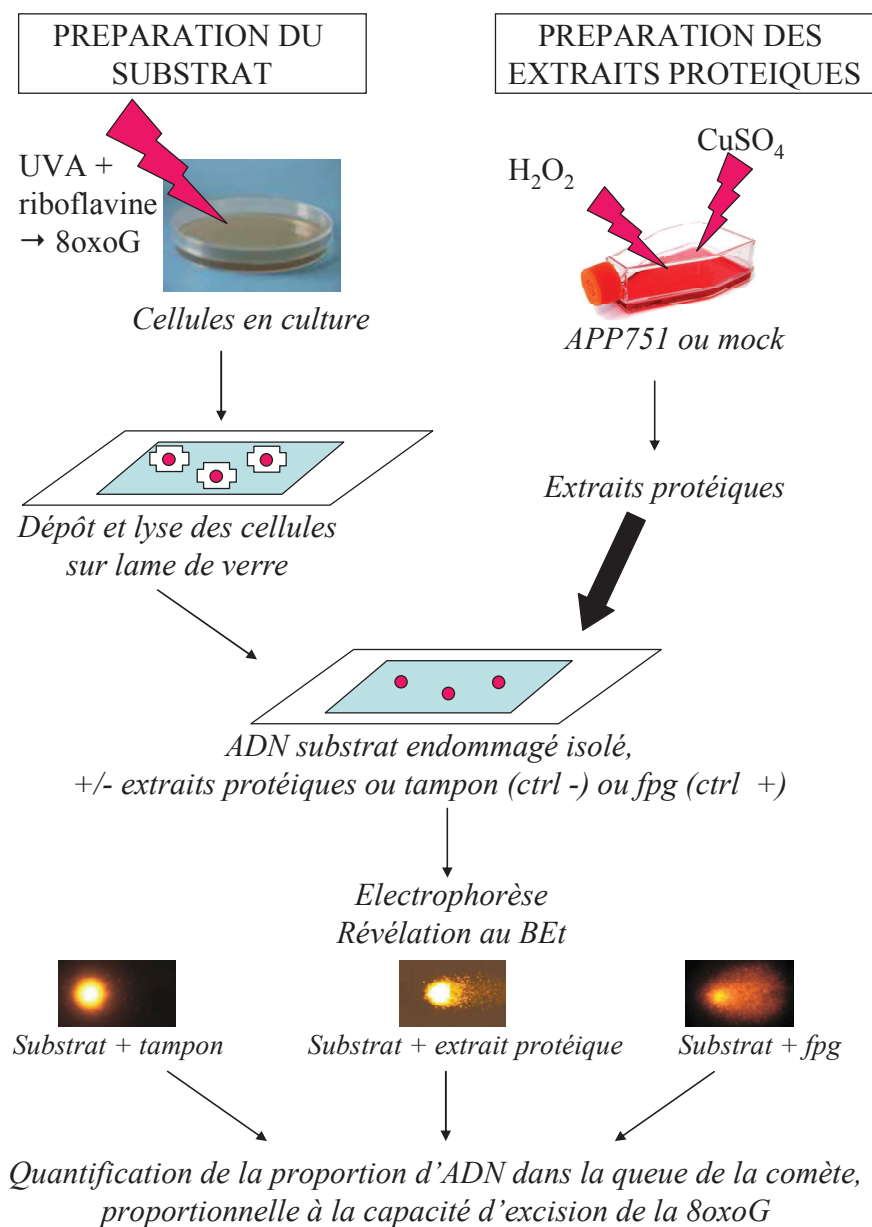 PREPARATION DU
SUBSTRAT
PREPARATION DES
EXTRAITS PROTEIQUES
UVA +
riboflavine
→ 8oxoG
Cellules en culture
H₂O₂
CuSO₄
APP751 ou mock
Extraits protéiques
Dépôt et lyse des cellules
sur lame de verre
ADN substrat endommagé isolé,
+/- extraits protéiques ou tampon (ctrl -) ou fpg (ctrl +)
Electrophorèse
Révélation au BEt
Substrat + tampon
Substrat + extrait protéique
Substrat + fpg
Quantification de la proportion d'ADN dans la queue de la comète,
proportionnelle à la capacité d'excision de la 8oxoG